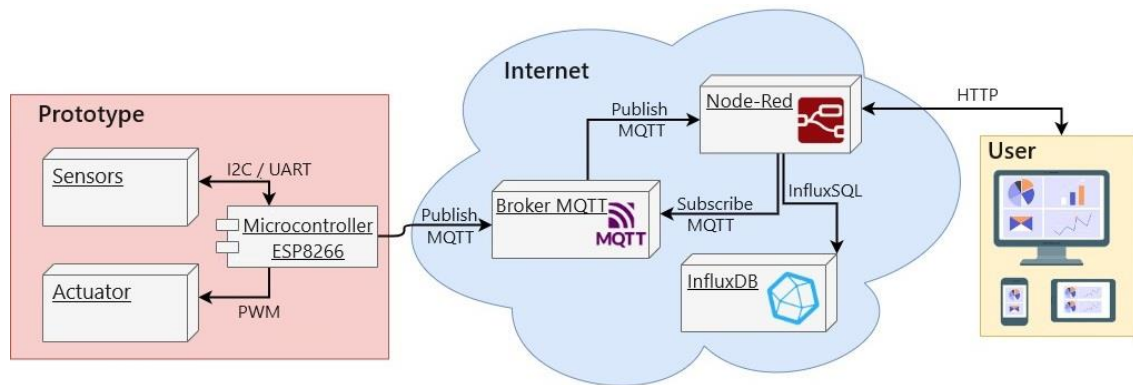 Prototype
Sensors
I2C / UART
Microcontroller
ESP8266
Actuator
PWM
Publish
MQTT
Internet
Broker MQTT
MQTT
Publish
MQTT
Node-Red
Subscribe
MQTT
InfluxSQL
InfluxDB
HTTP
User